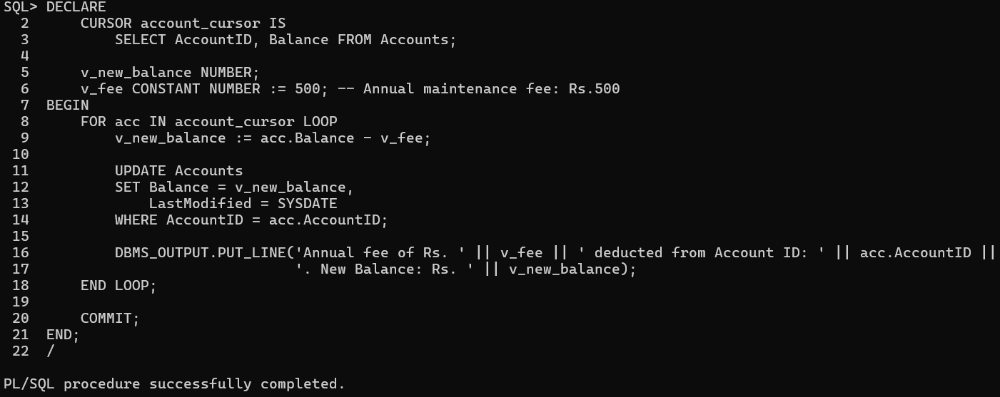 SQL> DECLARE
  2      CURSOR account_cursor IS
  3          SELECT AccountID, Balance FROM Accounts;
  4
  5      v_new_balance NUMBER;
  6      v_fee CONSTANT NUMBER := 500; -- Annual maintenance fee: Rs.500
  7  BEGIN
  8      FOR acc IN account_cursor LOOP
  9          v_new_balance := acc.Balance - v_fee;
 10
 11          UPDATE Accounts
 12          SET Balance = v_new_balance,
 13              LastModified = SYSDATE
 14          WHERE AccountID = acc.AccountID;
 15
 16          DBMS_OUTPUT.PUT_LINE('Annual fee of Rs. ' || v_fee || ' deducted from Account ID: ' || acc.AccountID ||
 17                               '. New Balance: Rs. ' || v_new_balance);
 18      END LOOP;
 19
 20      COMMIT;
 21  END;
 22  /
PL/SQL procedure successfully completed.